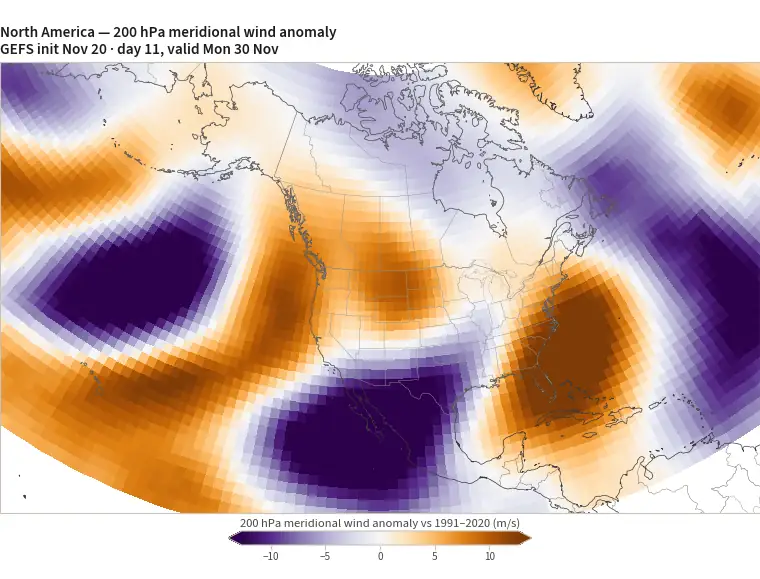 North America — 200 hPa meridional wind anomaly
GEFS init Nov 20 · day 11, valid Mon 30 Nov
200 hPa meridional wind anomaly vs 1991–2020 (m/s)
−10 −5 0 5 10